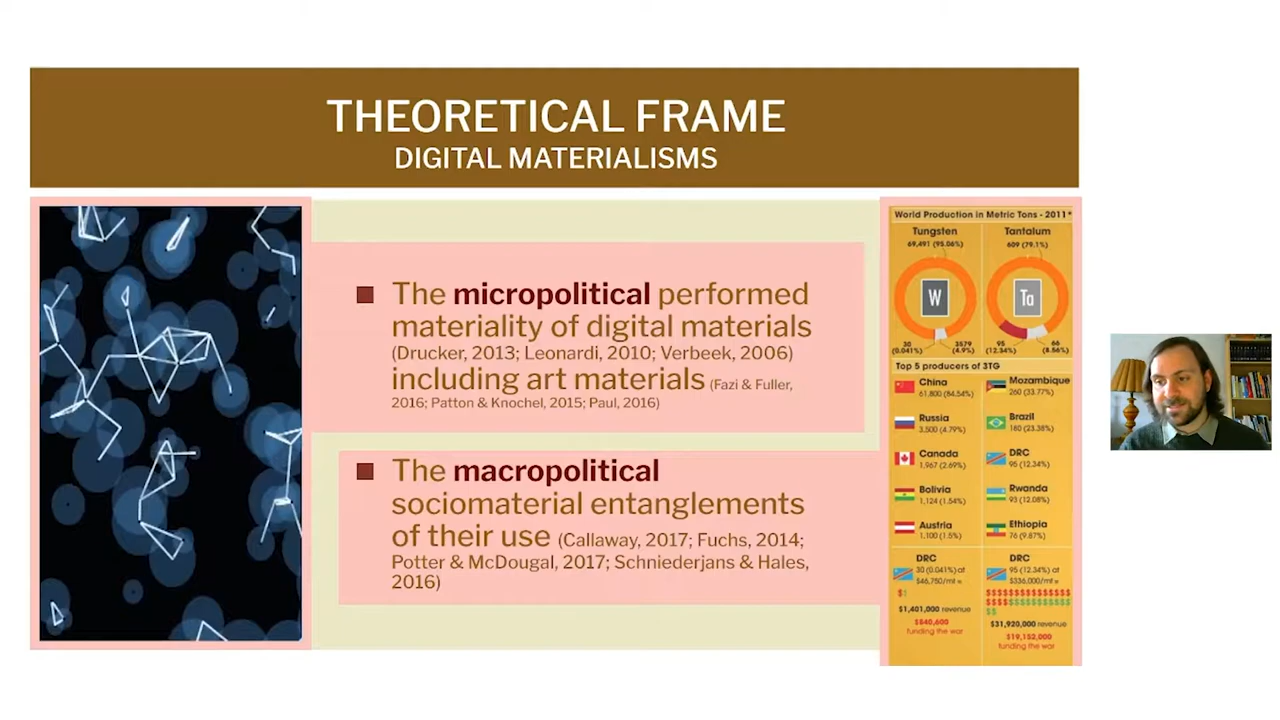 THEORETICAL FRAME
DIGITAL MATERIALISMS
■ The micropolitical performed
materiality of digital materials
(Drucker, 2013; Leonardi, 2010; Verbeek, 2006)
including art materials (Fazi & Fuller,
2016; Patton & Knochel, 2015; Paul, 2016)
■ The macropolitical
sociomaterial entanglements
of their use (Callaway, 2017; Fuchs, 2014;
Potter & McDougal, 2017; Schniederjans & Hales,
2016)
World Production in Metric Tons - 2011*
Tungsten Tantalum
69,491 (95.06%) 609 (79.1%)
W Ta
30 3579 95 66
(0.041%) (4.9%) (12.34%) (8.56%)
Top 5 producers of 3TG
China Mozambique
61,800 (84.54%) 260 (33.77%)
Russia Brazil
3,500 (4.79%) 180 (23.38%)
Canada DRC
1,967 (2.69%) 95 (12.34%)
Bolivia Rwanda
1,124 (1.54%) 93 (12.08%)
Austria Ethiopia
1,100 (1.5%) 76 (9.87%)
DRC DRC
30 (0.041%) at 95 (12.34%) at
$46,750/mt $336,000/mt
$1,401,000 revenue
$840,600
funding the war
$31,920,000 revenue
$19,152,000
funding the war